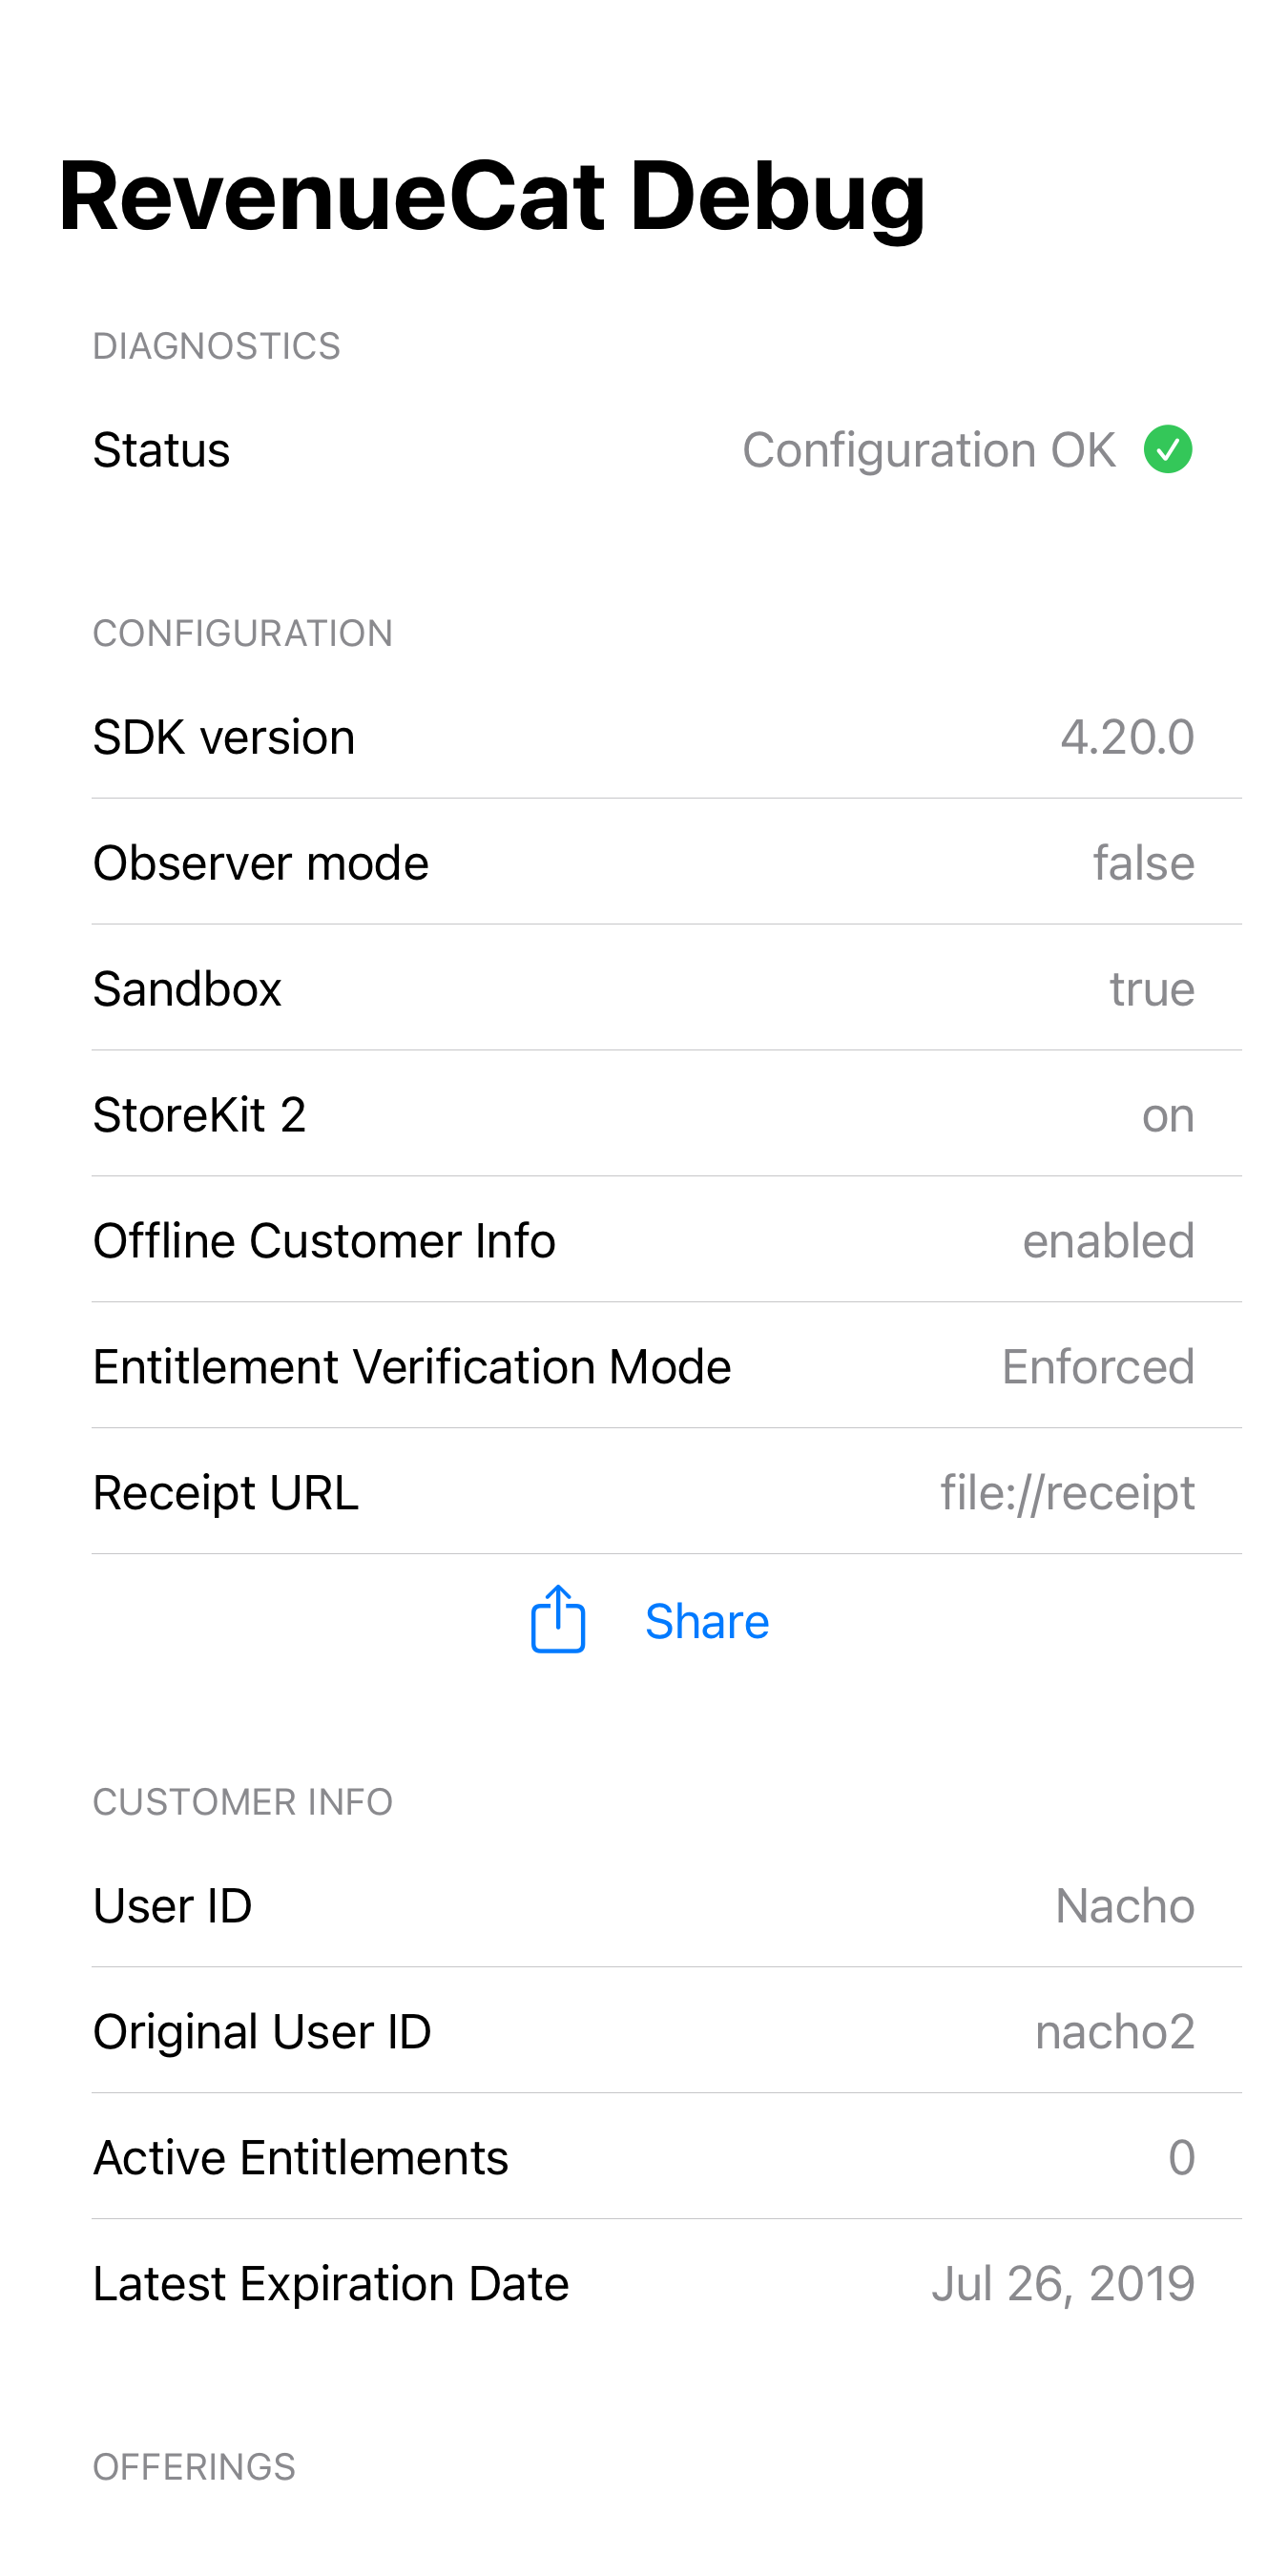 RevenueCat Debug
DIAGNOSTICS
Status Configuration OK
CONFIGURATION
SDK version 4.20.0
Observer mode false
Sandbox true
StoreKit 2 on
Offline Customer Info enabled
Entitlement Verification Mode Enforced
Receipt URL file://receipt
Share
CUSTOMER INFO
User ID Nacho
Original User ID nacho2
Active Entitlements 0
Latest Expiration Date Jul 26, 2019
OFFERINGS